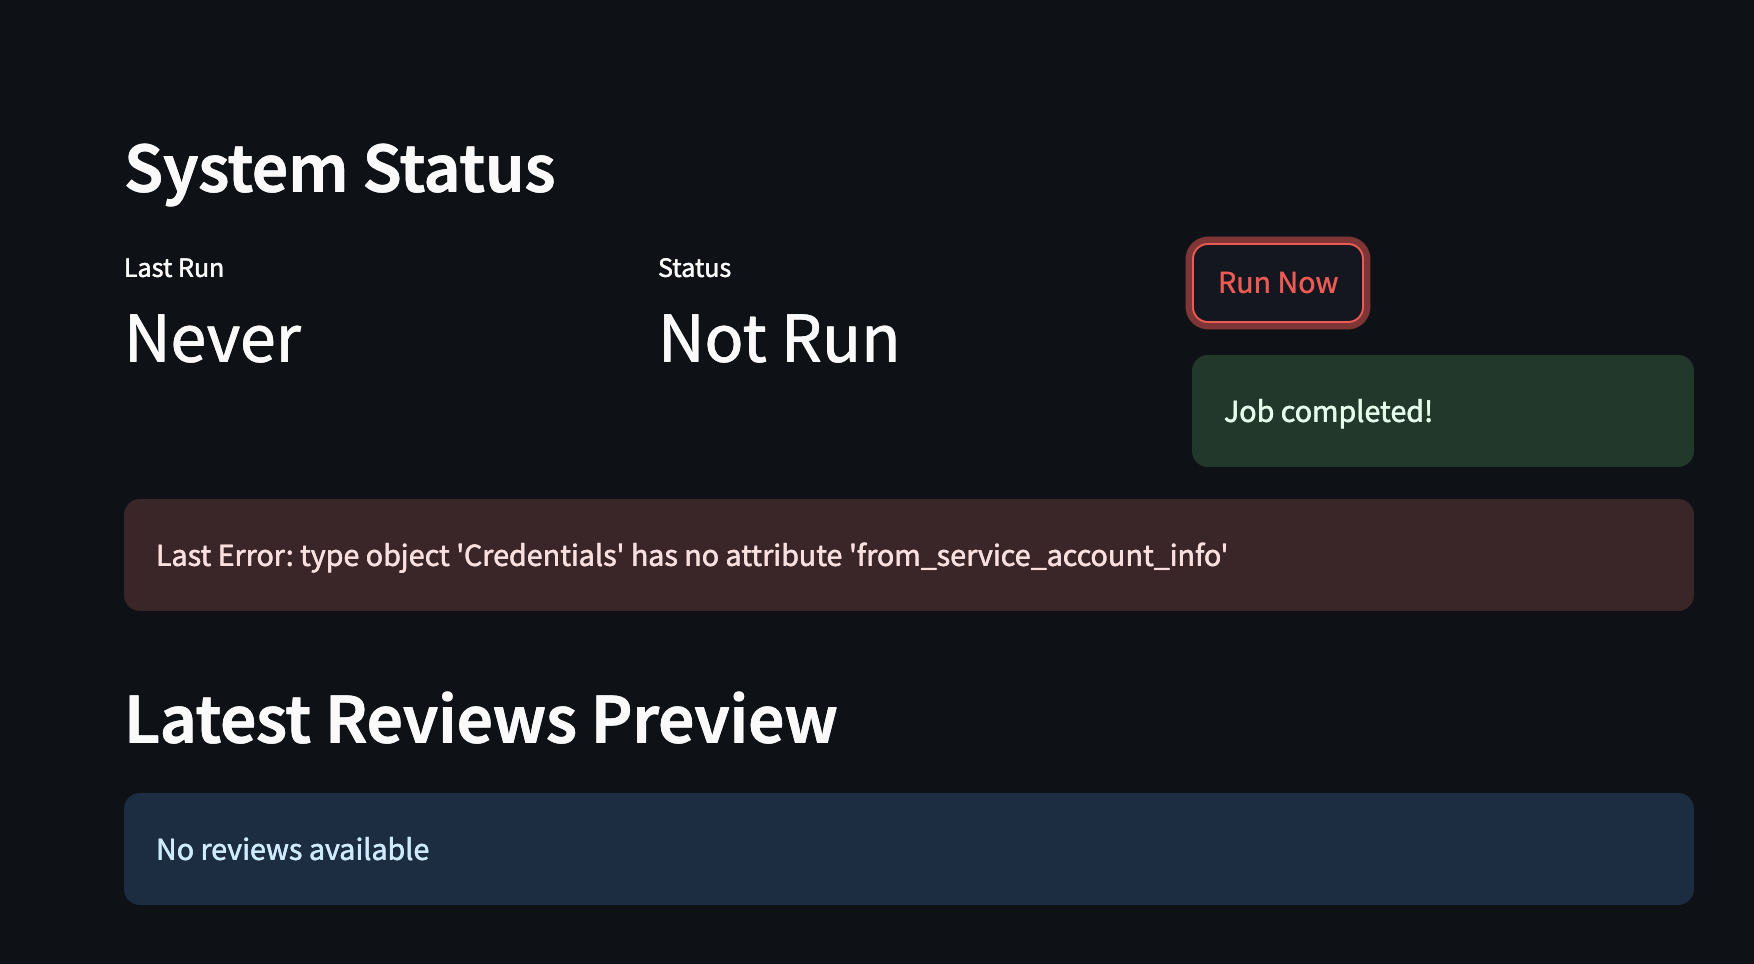 System Status
Last Run
Never
Status
Not Run
Run Now
Job completed!
Last Error: type object 'Credentials' has no attribute 'from_service_account_info'
Latest Reviews Preview
No reviews available